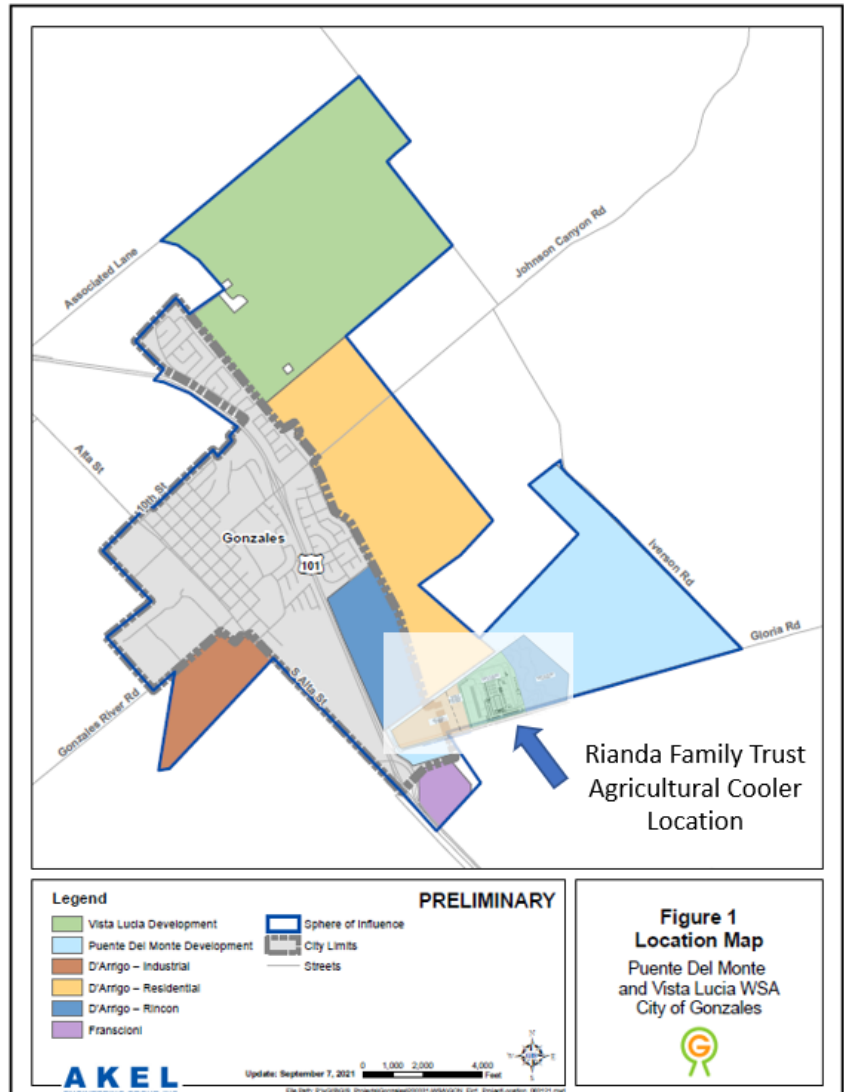 Associated Lane
Johnson Canyon Rd
Alta St
10th St
Gonzales
101
Iverson Rd
Gloria Rd
S Alta St
Gonzales River Rd
Rianda Family Trust
Agricultural Cooler
Location
Legend
PRELIMINARY
Vista Lucia Development
Puente Del Monte Development
D'Arrigo – Industrial
D'Arrigo – Residential
D'Arrigo – Rincon
Franscioni
Sphere of Influence
City Limits
Streets
Figure 1
Location Map
Puente Del Monte
and Vista Lucia WSA
City of Gonzales
G
AKEL
ENGINEERING GROUP, INC.
Update: September 7, 2021
0 1,000 2,000 4,000
Feet
N